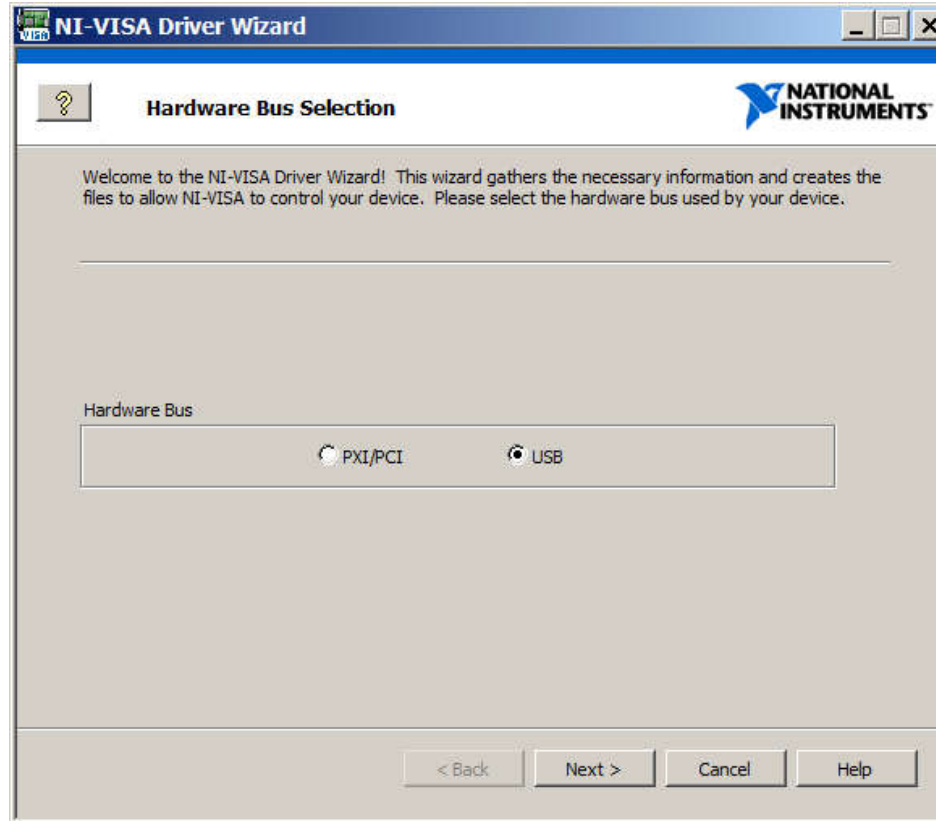 NI-VISA Driver Wizard
?
Hardware Bus Selection
NATIONAL
INSTRUMENTS™
Welcome to the NI-VISA Driver Wizard! This wizard gathers the necessary information and creates the
files to allow NI-VISA to control your device. Please select the hardware bus used by your device.
Hardware Bus
PXI/PCI USB
< Back Next > Cancel Help